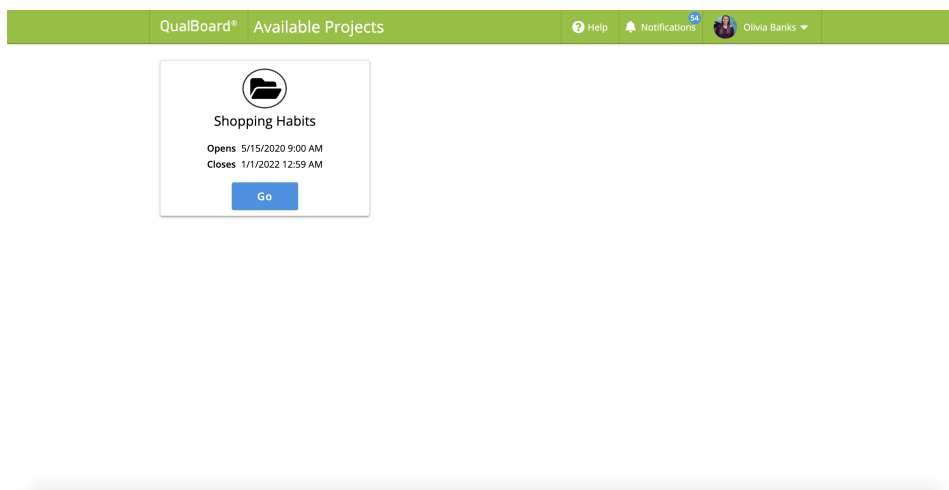 QualBoard® Available Projects Help Notifications 54 Olivia Banks
Shopping Habits
Opens 5/15/2020 9:00 AM
Closes 1/1/2022 12:59 AM
Go